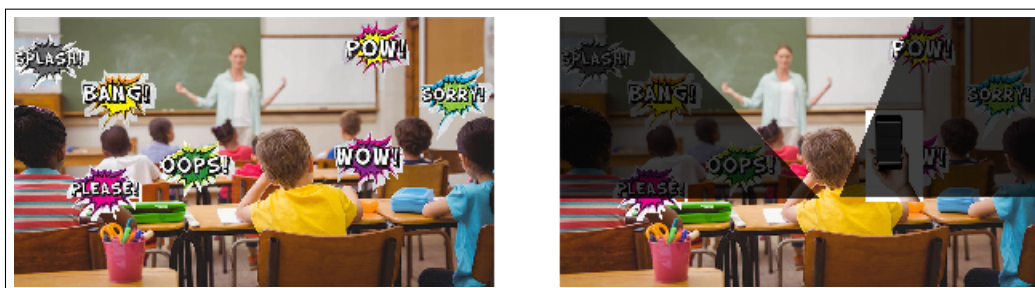 SPLASH!
POW!
BANG!
SORRY!
OOPS!
WOW!
PLEASE!
SPLASH!
POW!
BANG!
SORRY!
OOPS!
W!
PLEASE!